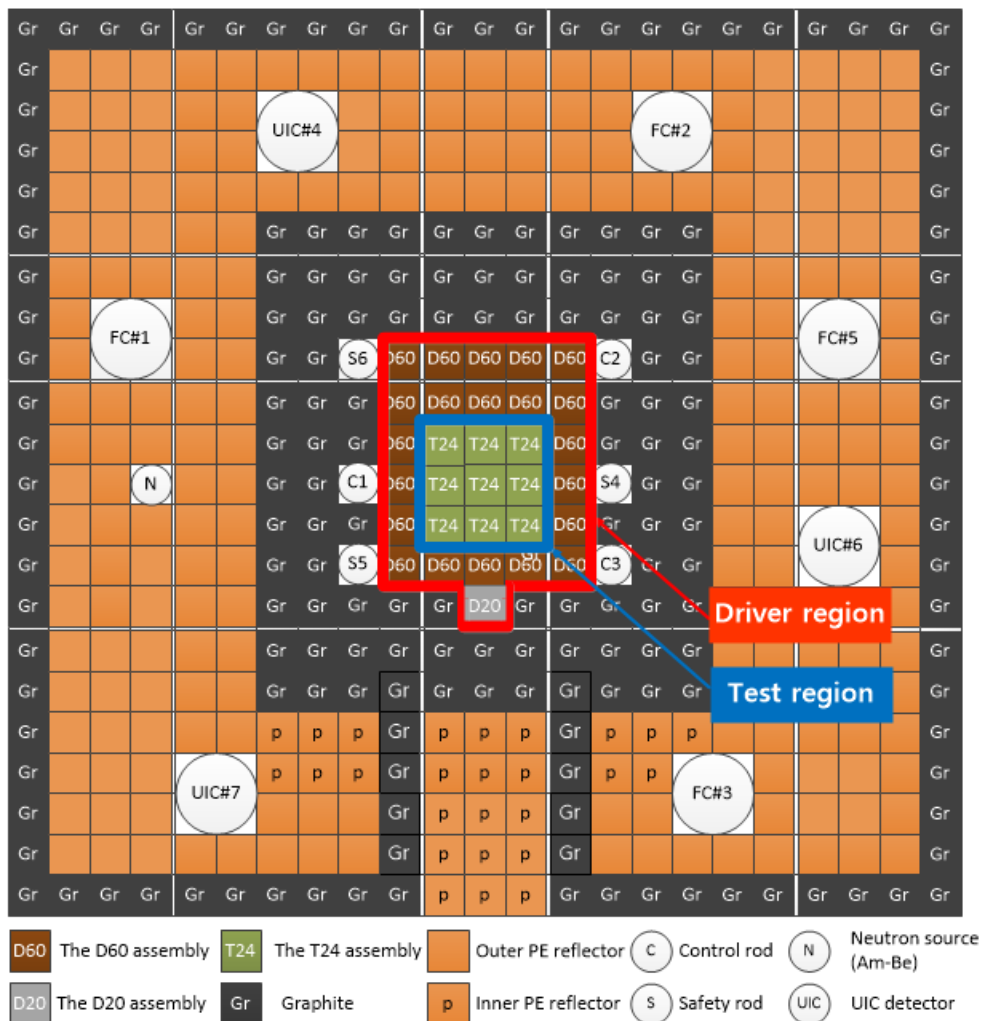 Gr Gr Gr Gr Gr Gr Gr Gr Gr Gr Gr Gr Gr Gr Gr Gr Gr Gr Gr Gr Gr Gr Gr
Gr Gr
Gr Gr
UIC#4 FC#2
Gr Gr
Gr Gr
Gr Gr Gr Gr Gr Gr Gr Gr Gr Gr Gr Gr Gr
Gr Gr Gr Gr Gr Gr Gr Gr Gr Gr Gr Gr Gr
Gr Gr Gr Gr Gr Gr Gr Gr Gr Gr Gr Gr Gr
FC#1 FC#5
Gr Gr Gr S6 D60 D60 D60 D60 D60 C2 Gr Gr Gr
Gr Gr Gr Gr D60 D60 D60 D60 D60 Gr Gr Gr Gr
Gr Gr Gr Gr D60 T24 T24 T24 D60 Gr Gr Gr Gr
Gr N Gr Gr C1 D60 T24 T24 T24 D60 S4 Gr Gr Gr
Gr Gr Gr Gr D60 T24 T24 T24 D60 Gr Gr Gr Gr
UIC#6
Gr Gr Gr S5 D60 D60 D60 D60 Gr D60 C3 Gr Gr Gr
Gr Gr Gr Gr Gr Gr D20 Gr Gr Gr Gr Gr Gr
Driver region
Gr Gr Gr Gr Gr Gr Gr Gr Gr Gr Gr Gr Gr
Gr Gr Gr Gr Gr Gr Gr Gr Gr Gr Gr Gr Gr
Test region
Gr p p p Gr p p p Gr p p p Gr
Gr p p p Gr p p p Gr p p Gr
UIC#7 FC#3
Gr Gr p p p Gr Gr
Gr Gr p p p Gr Gr
Gr Gr Gr Gr Gr Gr Gr Gr Gr Gr p p p Gr Gr Gr Gr Gr Gr Gr Gr Gr Gr
D60 The D60 assembly T24 The T24 assembly Outer PE reflector C Control rod N Neutron source
(Am-Be)
D20 The D20 assembly Gr Graphite p Inner PE reflector S Safety rod UIC UIC detector